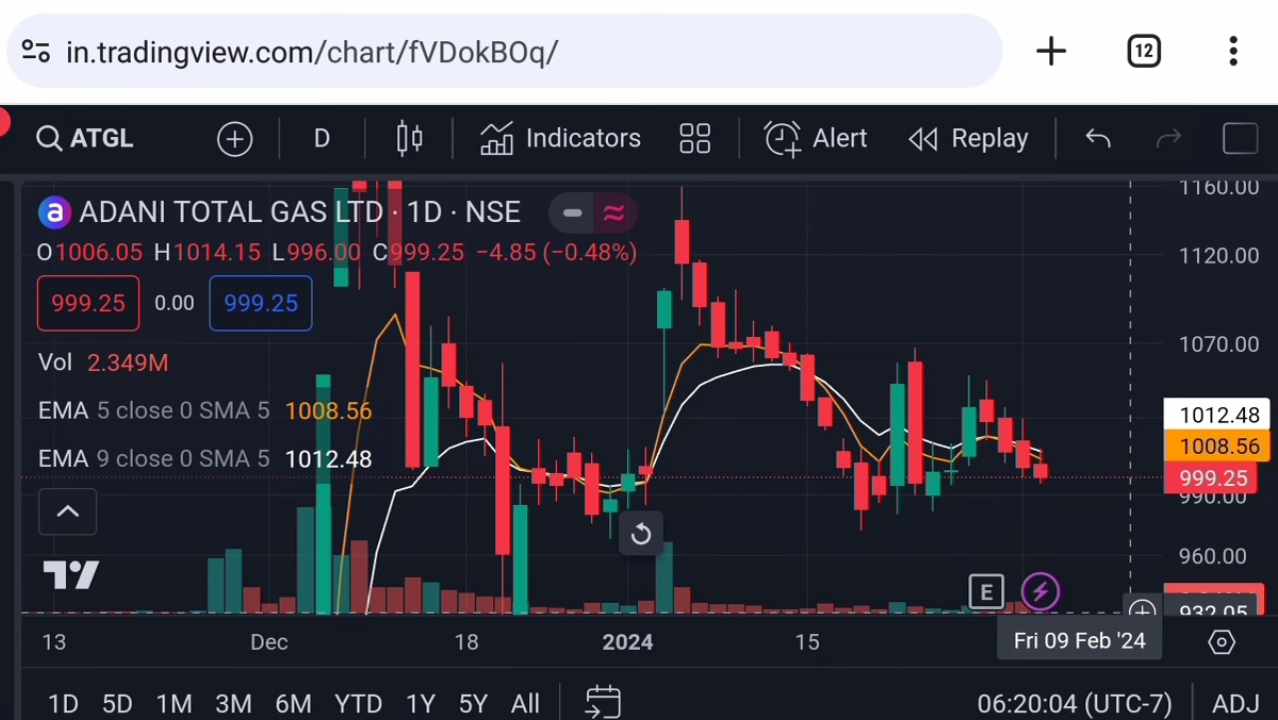 in.tradingview.com/chart/fVDokBOq/
12
ATGL D Indicators Alert Replay
a ADANI TOTAL GAS LTD · 1D · NSE
O1006.05 H1014.15 L996.00 C999.25 −4.85 (−0.48%)
999.25 0.00 999.25
Vol 2.349M
EMA 5 close 0 SMA 5 1008.56
EMA 9 close 0 SMA 5 1012.48
1160.00
1120.00
1070.00
1012.48
1008.56
999.25
990.00
960.00
932.05
E
13 Dec 18 2024 15 Fri 09 Feb '24
1D 5D 1M 3M 6M YTD 1Y 5Y All 06:20:04 (UTC-7) ADJ